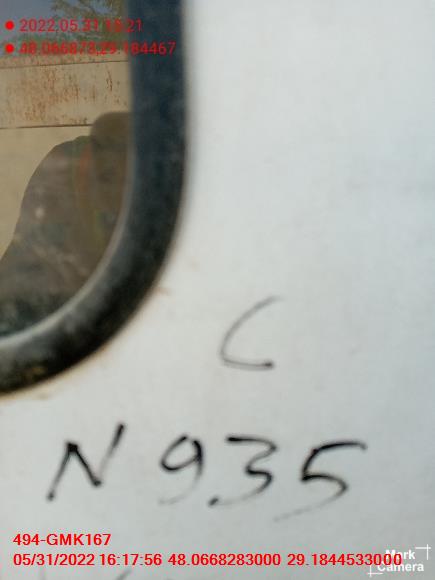 2022,05.31 16:21
48.066873,29.184467
C
N 935
494-GMK167
05/31/2022 16:17:56 48.0668283000 29.1844533000
Mark
Camera